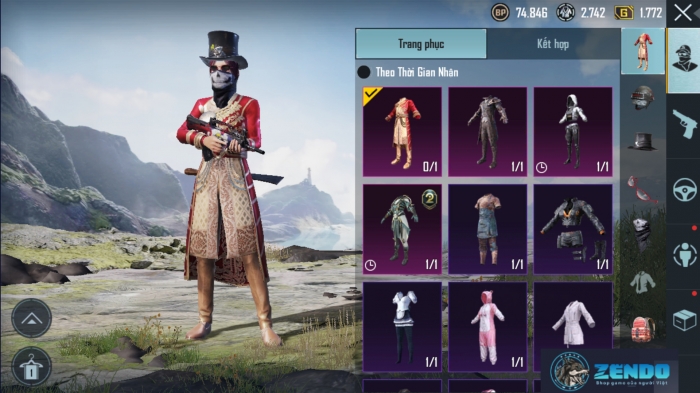 BP 74.846 2.742 G 1.772
Trang phục Kết hợp
Theo Thời Gian Nhận
0/1 1/1 1/1
2
1/1 1/1 1/1
1/1 1/1 1/1
1
ZENDO
Shop game của người Việt